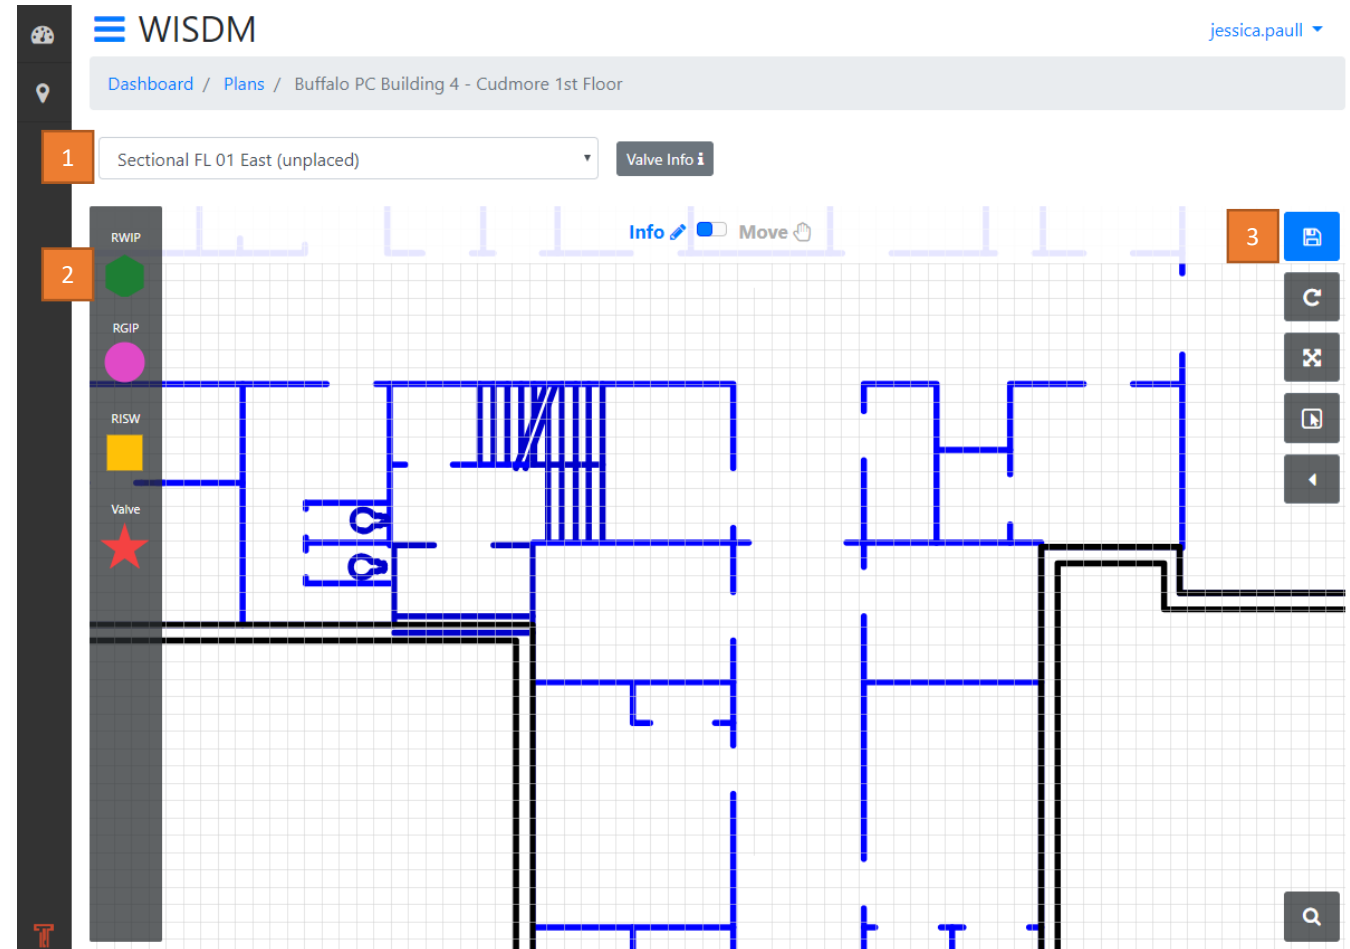 WISDM
jessica.paull
Dashboard / Plans / Buffalo PC Building 4 - Cudmore 1st Floor
1
Sectional FL 01 East (unplaced)
Valve Info i
RWIP
Info
Move
3
2
RGIP
RISW
Valve